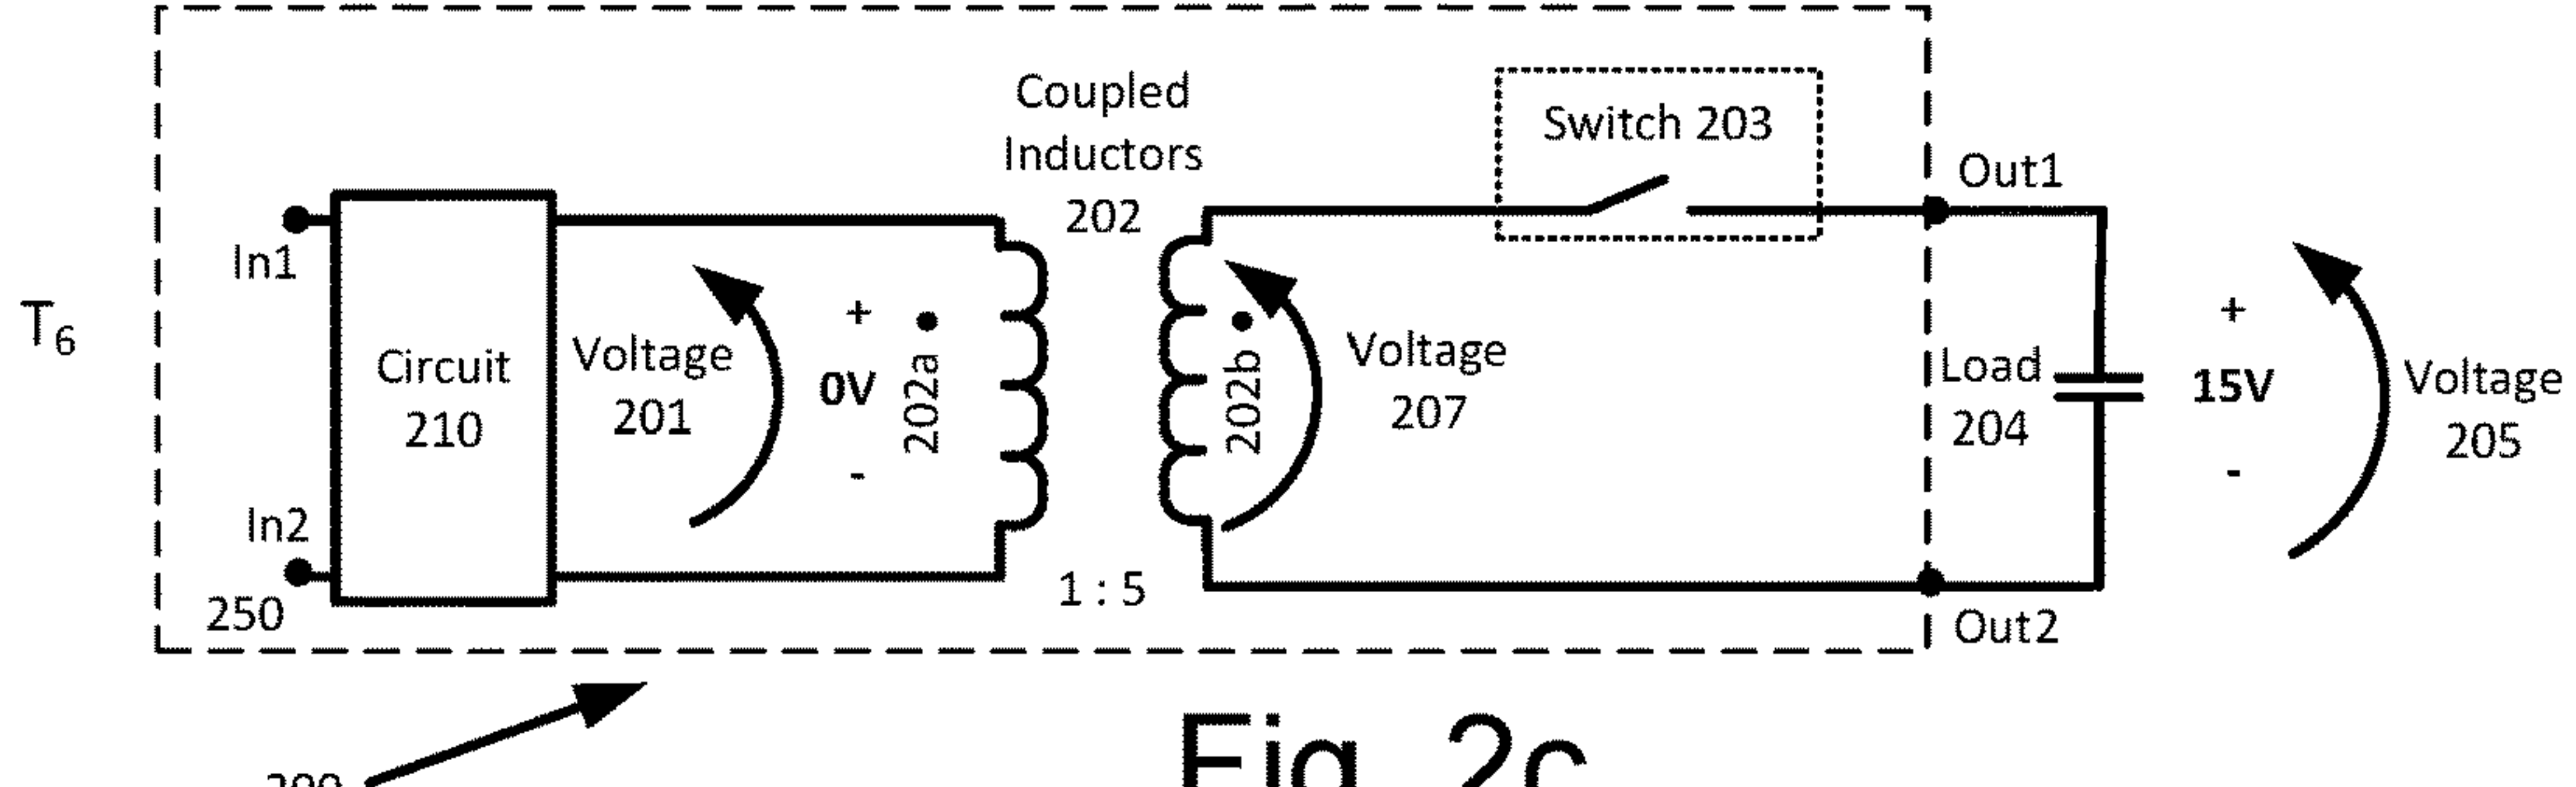 T6
In1
In2
250
Circuit
210
Voltage
201
+
0V
-
202a
Coupled
Inductors
202
1 : 5
202b
Voltage
207
Switch 203
Out1
Out2
Load
204
+
15V
-
Voltage
205
Fig. 2c